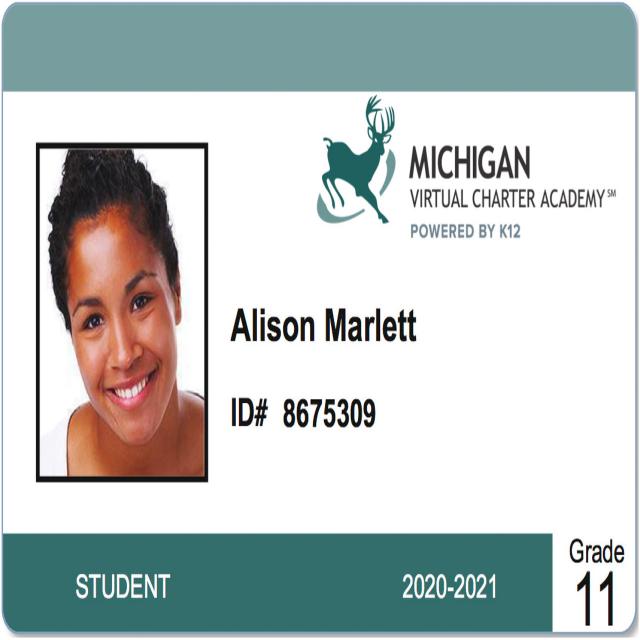 MICHIGAN
VIRTUAL CHARTER ACADEMY℠
POWERED BY K12
Alison Marlett
ID# 8675309
STUDENT 2020-2021
Grade
11